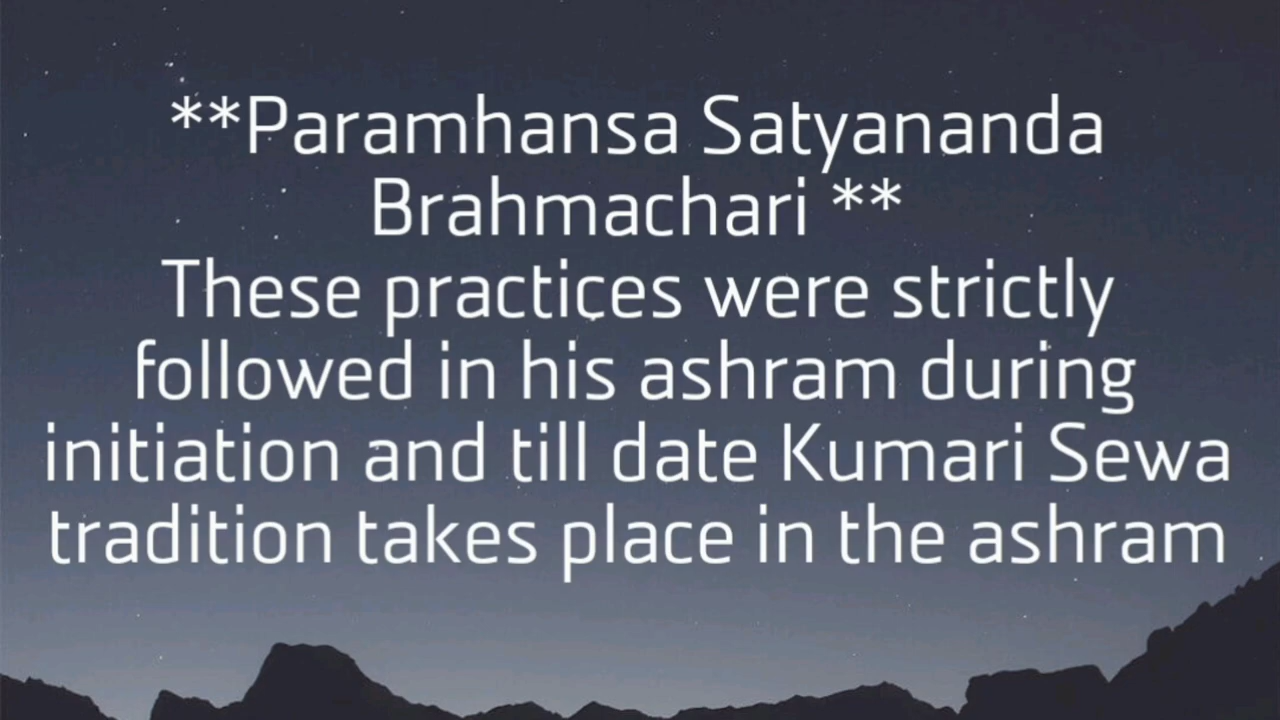 **Paramhansa Satyananda
Brahmachari **
These practices were strictly
followed in his ashram during
initiation and till date Kumari Sewa
tradition takes place in the ashram